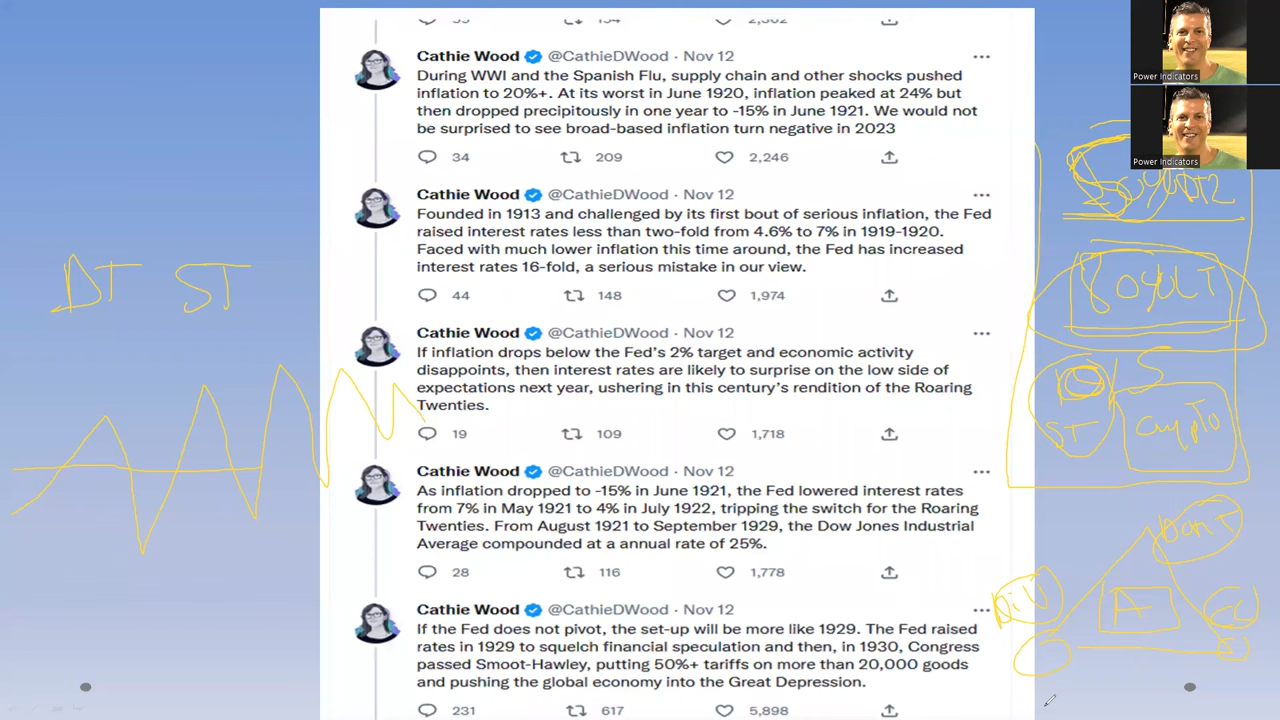 Cathie Wood @CathieDWood · Nov 12
During WWI and the Spanish Flu, supply chain and other shocks pushed
inflation to 20%+. At its worst in June 1920, inflation peaked at 24% but
then dropped precipitously in one year to -15% in June 1921. We would not
be surprised to see broad-based inflation turn negative in 2023
34 209 2,246
Cathie Wood @CathieDWood · Nov 12
Founded in 1913 and challenged by its first bout of serious inflation, the Fed
raised interest rates less than two-fold from 4.6% to 7% in 1919-1920.
Faced with much lower inflation this time around, the Fed has increased
interest rates 16-fold, a serious mistake in our view.
44 148 1,974
Cathie Wood @CathieDWood · Nov 12
If inflation drops below the Fed's 2% target and economic activity
disappoints, then interest rates are likely to surprise on the low side of
expectations next year, ushering in this century's rendition of the Roaring
Twenties.
19 109 1,718
Cathie Wood @CathieDWood · Nov 12
As inflation dropped to -15% in June 1921, the Fed lowered interest rates
from 7% in May 1921 to 4% in July 1922, tripping the switch for the Roaring
Twenties. From August 1921 to September 1929, the Dow Jones Industrial
Average compounded at a annual rate of 25%.
28 116 1,778
Cathie Wood @CathieDWood · Nov 12
If the Fed does not pivot, the set-up will be more like 1929. The Fed raised
rates in 1929 to squelch financial speculation and then, in 1930, Congress
passed Smoot-Hawley, putting 50%+ tariffs on more than 20,000 goods
and pushing the global economy into the Great Depression.
231 617 5,898
DT ST
Power Indicators
Power Indicators
ST
crypto
A